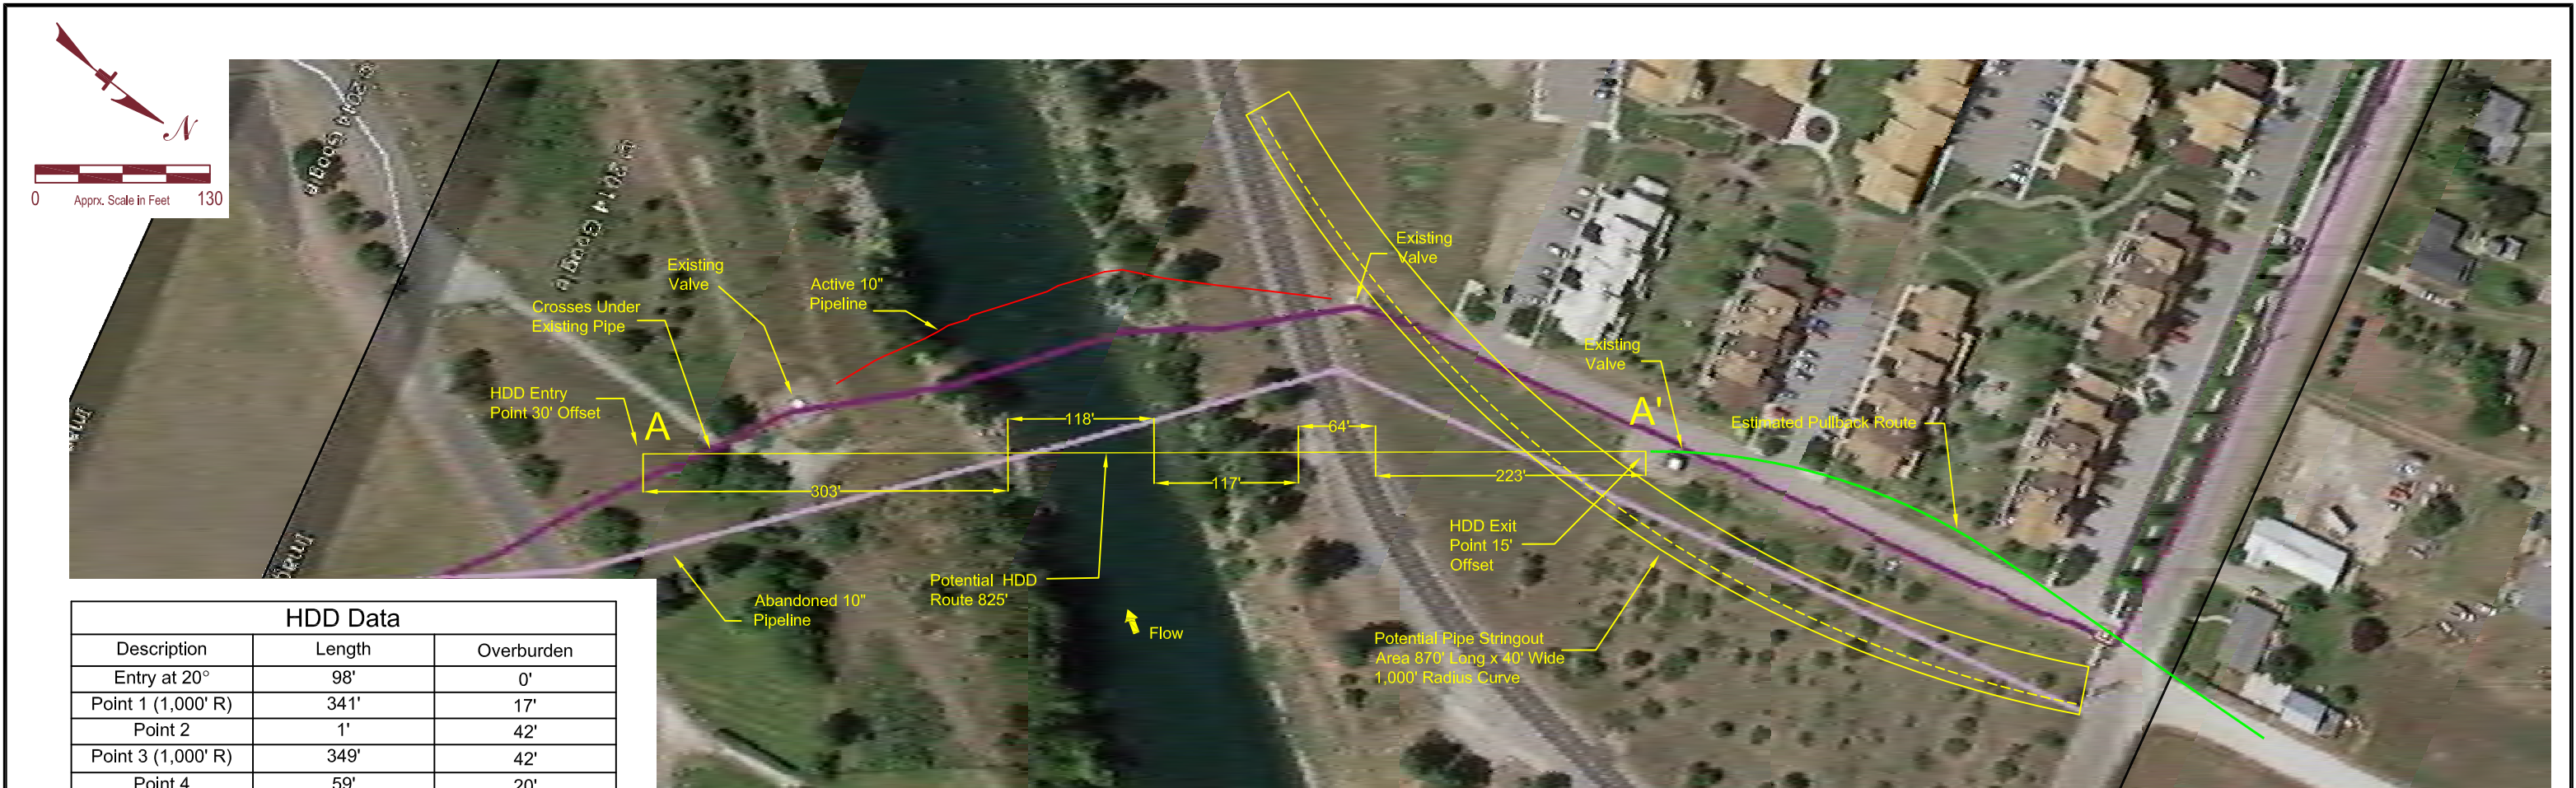 N
0 Apprx. Scale in Feet 130
© 2014 Google
© 2014 Google
Existing
Valve
Active 10"
Pipeline
Crosses Under
Existing Pipe
HDD Entry
Point 30' Offset
A
Existing
Valve
Existing
Valve
A'
Estimated Pullback Route
118'
64'
303'
117'
223'
HDD Exit
Point 15'
Offset
Potential HDD
Route 825'
Abandoned 10"
Pipeline
Flow
Potential Pipe Stringout
Area 870' Long x 40' Wide
1,000' Radius Curve
HDD Data
Description Length Overburden
Entry at 20° 98' 0'
Point 1 (1,000' R) 341' 17'
Point 2 1' 42'
Point 3 (1,000' R) 349' 42'
Point 4 59' 20'